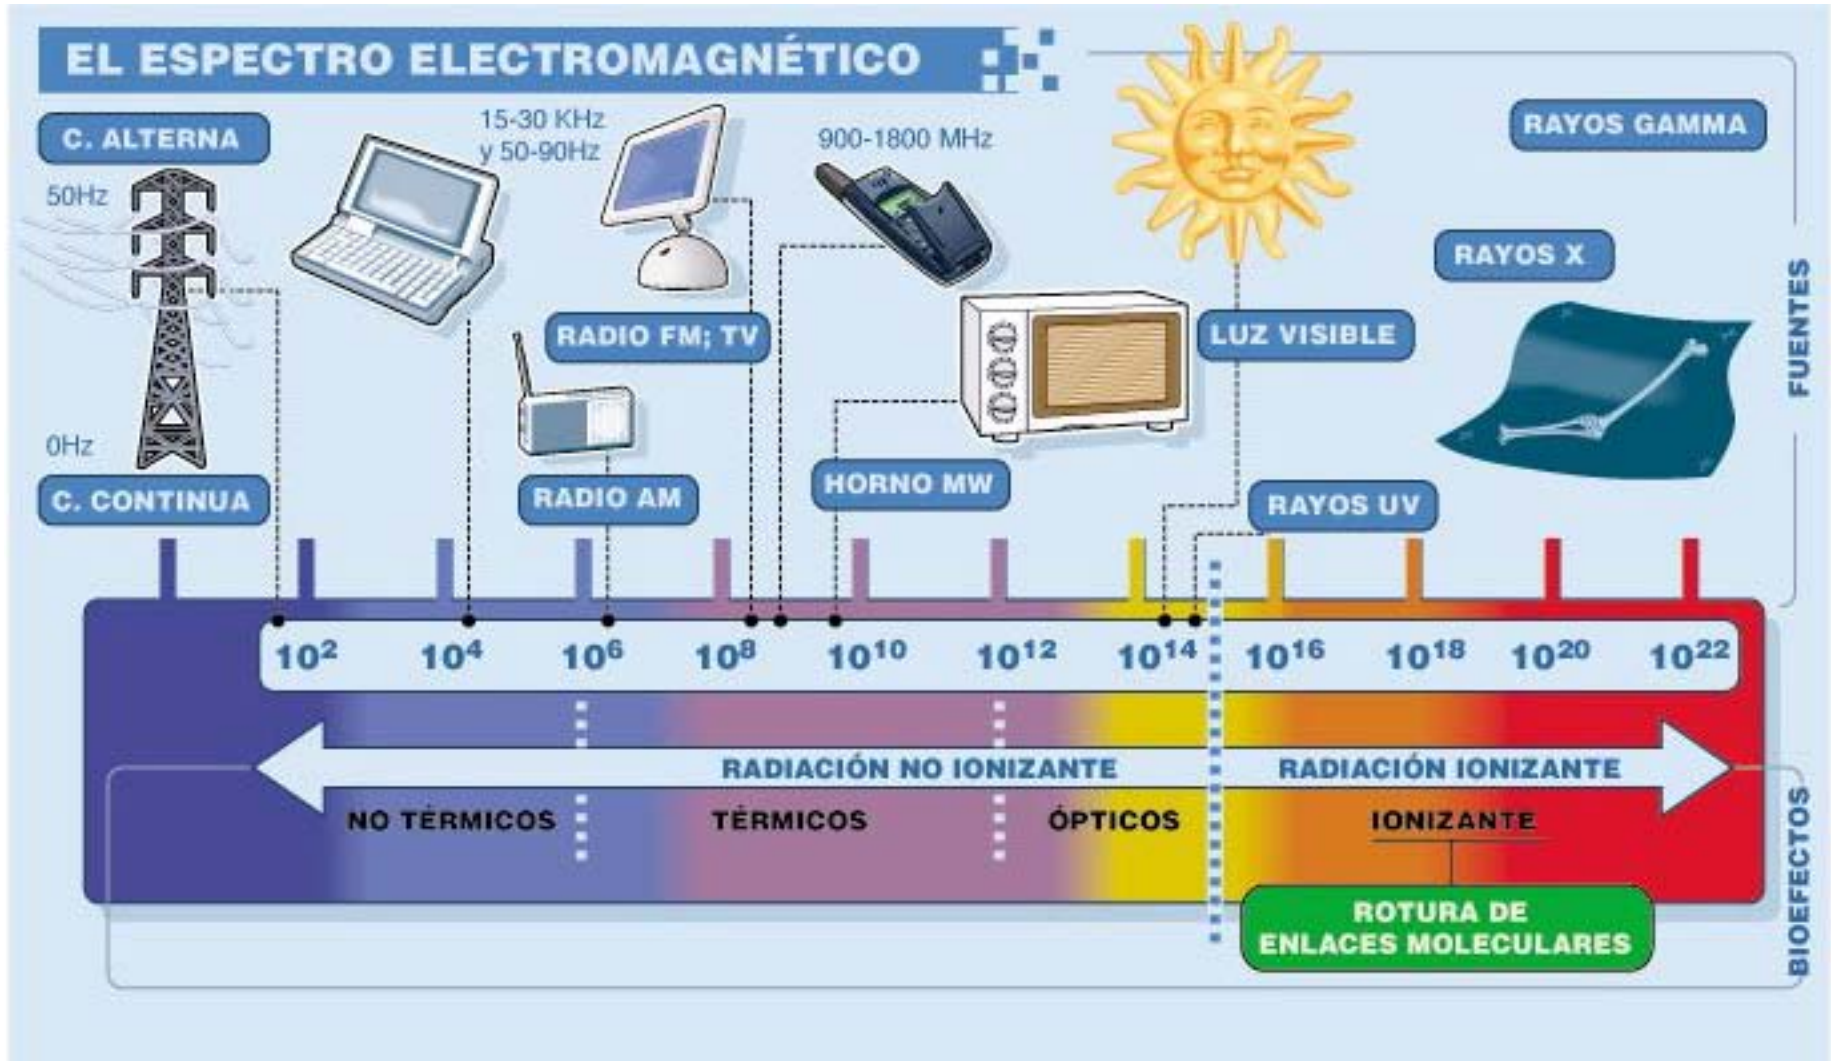 EL ESPECTRO ELECTROMAGNÉTICO
C. ALTERNA
50Hz
0Hz
C. CONTINUA
15-30 KHz
y 50-90Hz
RADIO FM; TV
RADIO AM
900-1800 MHz
HORNO MW
LUZ VISIBLE
RAYOS UV
RAYOS GAMMA
RAYOS X
FUENTES
10² 10⁴ 10⁶ 10⁸ 10¹⁰ 10¹² 10¹⁴ 10¹⁶ 10¹⁸ 10²⁰ 10²²
RADIACIÓN NO IONIZANTE RADIACIÓN IONIZANTE
NO TÉRMICOS TÉRMICOS ÓPTICOS IONIZANTE
ROTURA DE
ENLACES MOLECULARES
BIOEFECTOS